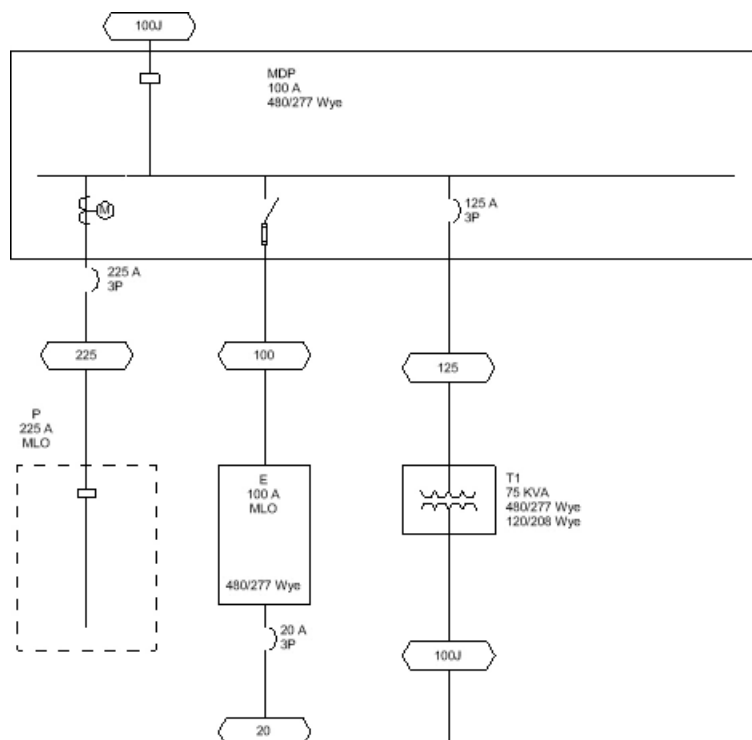 100J
MDP
100 A
480/277 Wye
M
125 A
3P
225 A
3P
225
100
125
P
225 A
MLO
E
100 A
MLO
480/277 Wye
T1
75 KVA
480/277 Wye
120/208 Wye
20 A
3P
100J
20